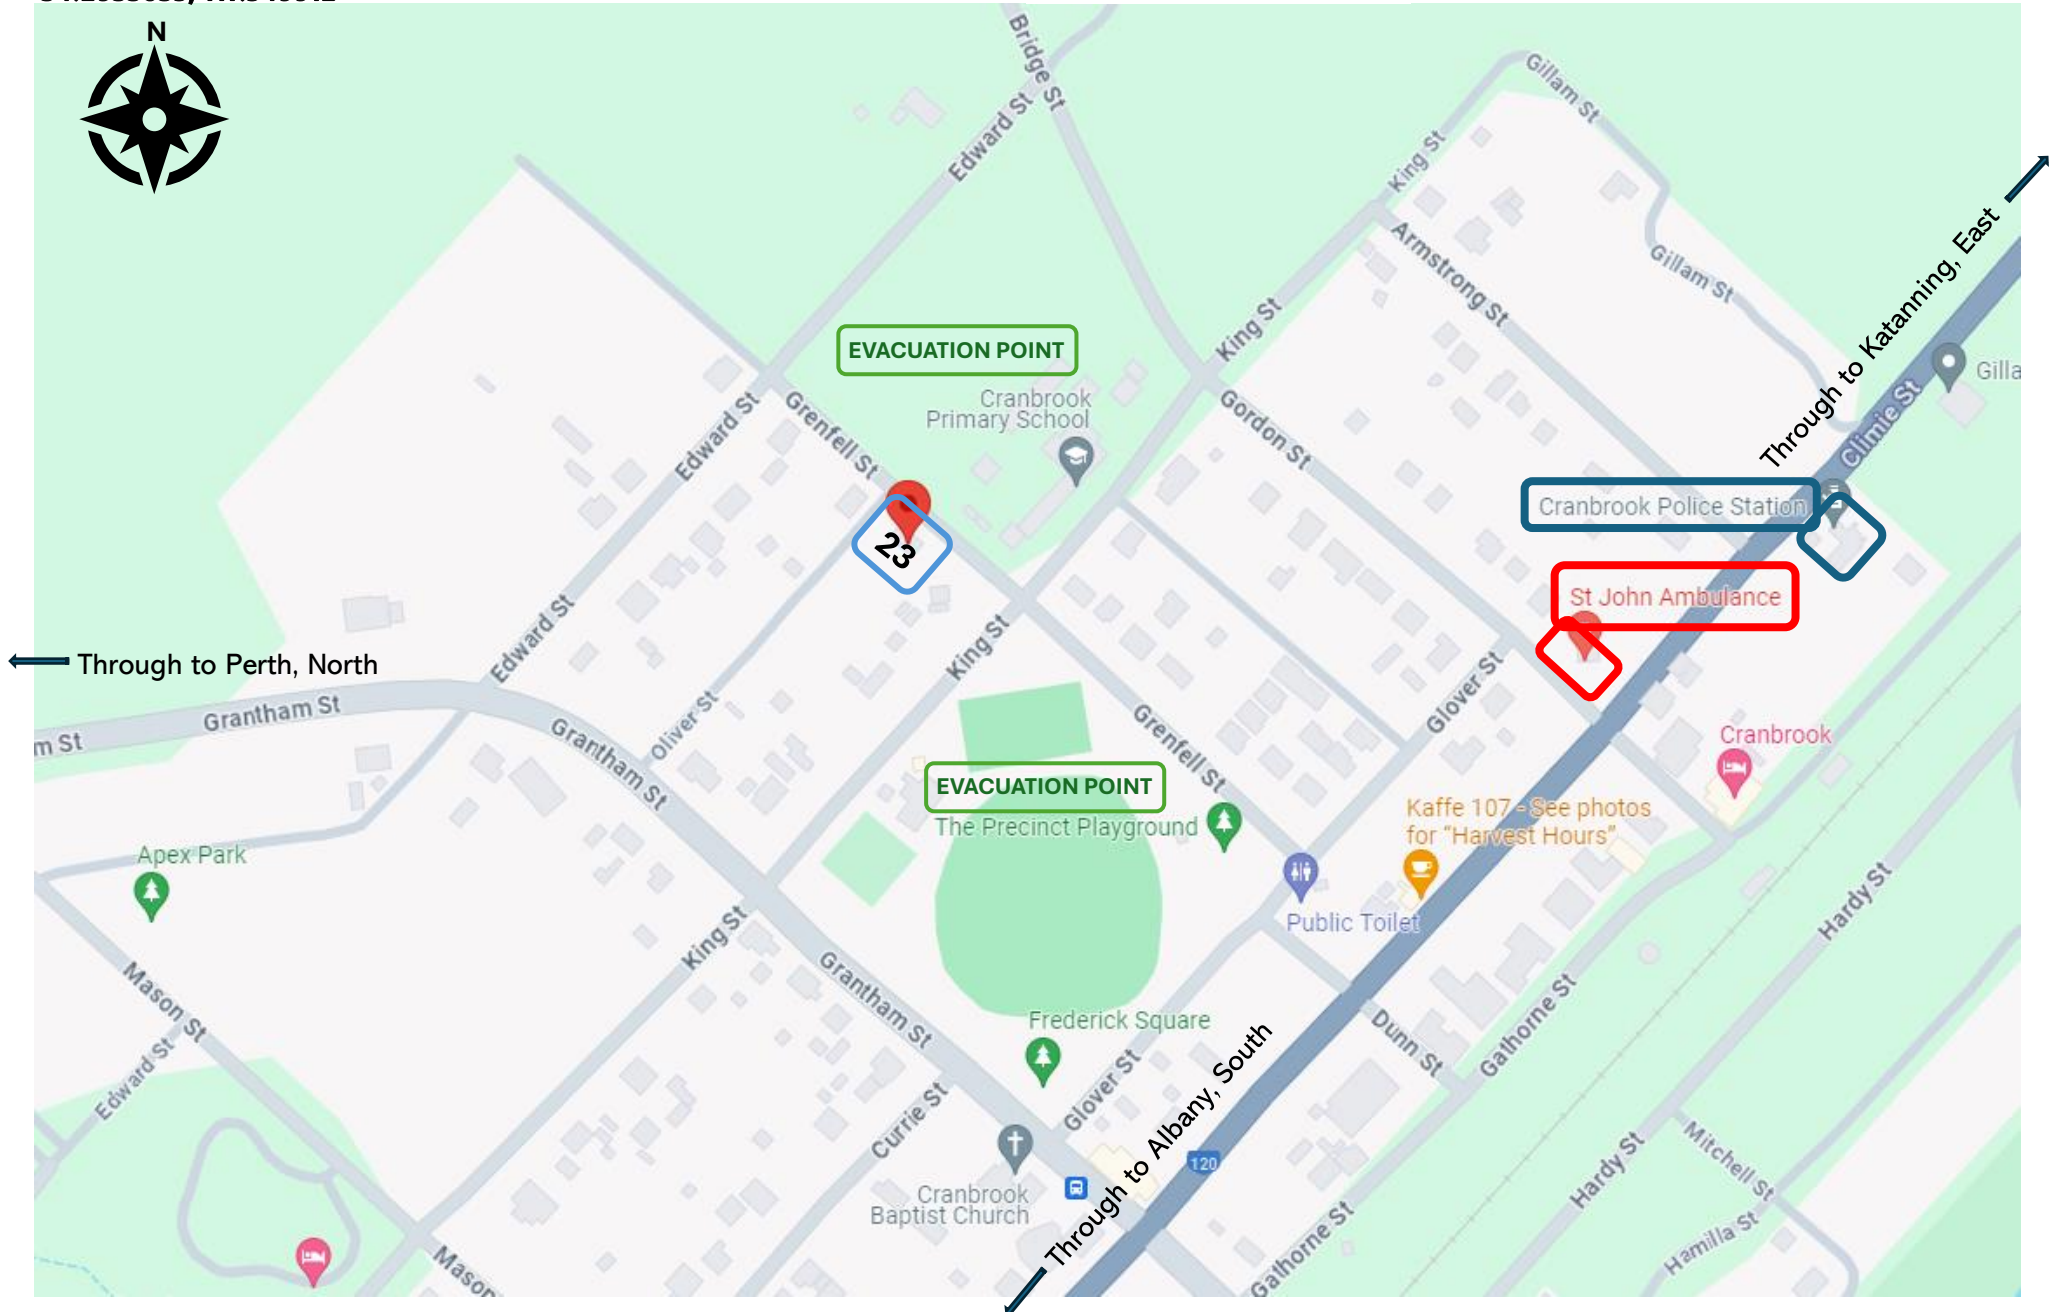 N
Bridge St
Gillam St
Edward St
King St
Armstrong St
Gillam St
Through to Katanning, East
King St
EVACUATION POINT
Cranbrook
Primary School
Gilla
Edward St
Grenfell St
Gordon St
Climie St
Cranbrook Police Station
23
St John Ambulance
Edward St
King St
Through to Perth, North
Grantham St
m St
Oliver St
Grantham St
Glover St
Grenfell St
Cranbrook
EVACUATION POINT
The Precinct Playground
Kaffe 107 - See photos
for “Harvest Hours”
Apex Park
Public Toilet
Hardy St
King St
Mason St
Grantham St
Frederick Square
Dunn St
Gathorne St
Edward St
Glover St
Through to Albany, South
Currie St
120
Cranbrook
Baptist Church
Hardy St
Mitchell St
Hamilla St
Gathorne St
Mason